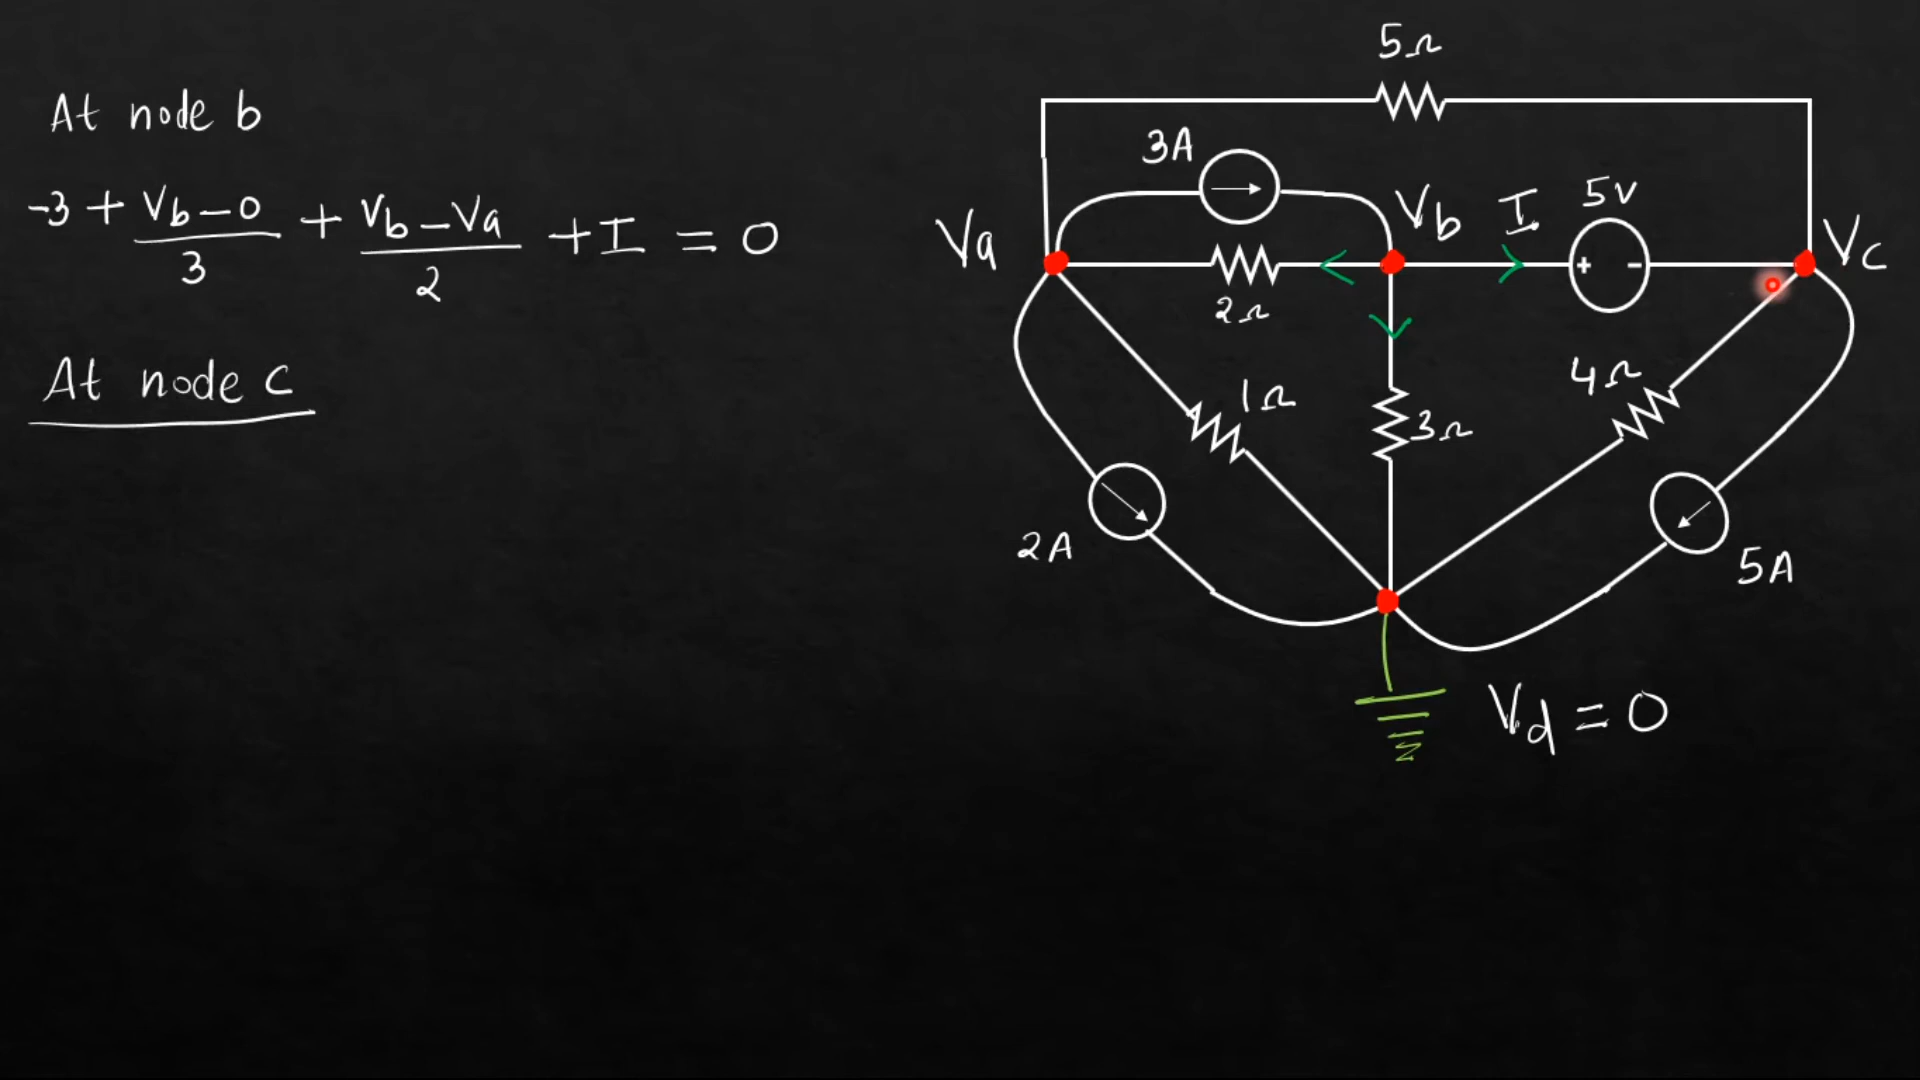 At node b
-3 + Vb-0/3 + Vb-Va/2 + I = 0
At node c
5Ω
3A
Va
Vb
I
5V
Vc
+ -
2Ω
1Ω
3Ω
4Ω
2A
5A
Vd = 0